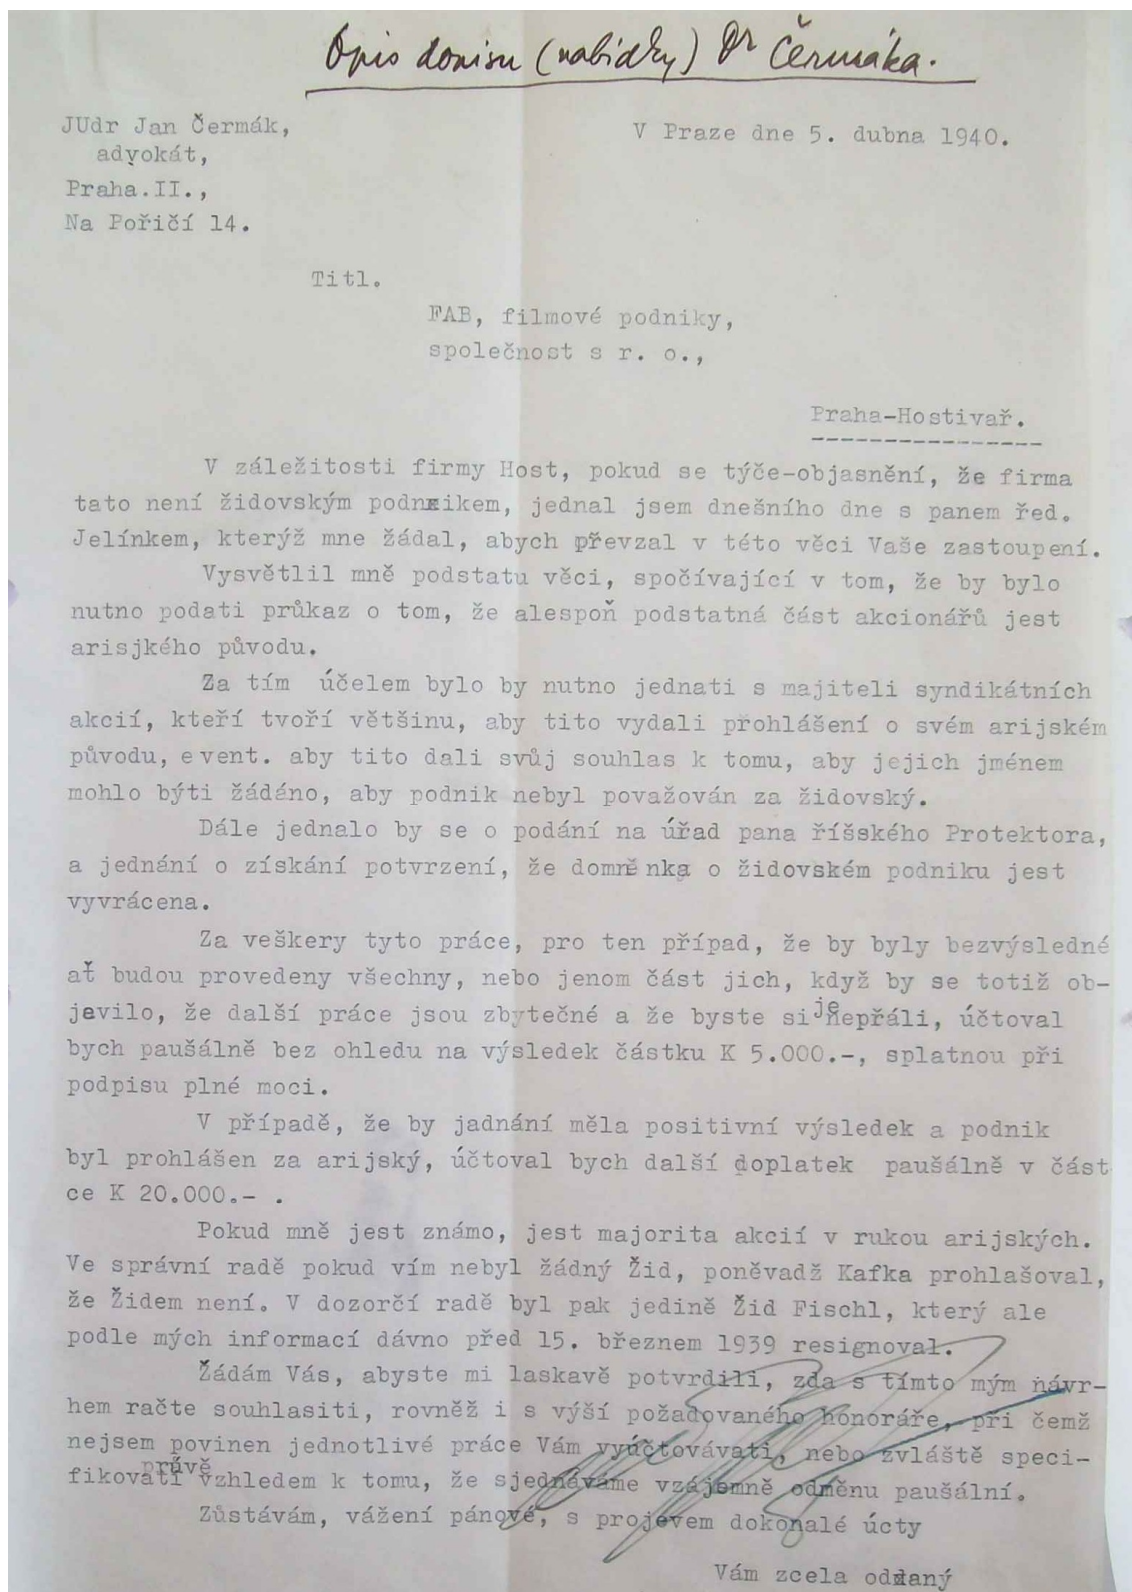 Opis dopisu (nabídky) Dr Čermáka.
JUdr Jan Čermák,
V Praze dne 5. dubna 1940.
advokát,
Praha.II.,
Na Poříčí 14.
Titl.
FAB, filmové podniky,
společnost s r. o.,
Praha-Hostivař.
V záležitosti firmy Host, pokud se týče-objasnění, že firma
tato není židovským podnxikem, jednal jsem dnešního dne s panem řed.
Jelínkem, kterýž mne žádal, abych převzal v této věci Vaše zastoupení.
Vysvětlil mně podstatu věci, spočívající v tom, že by bylo
nutno podati průkaz o tom, že alespoň podstatná část akcionářů jest
arisjkého původu.
Za tím účelem bylo by nutno jednati s majiteli syndikátních
akcií, kteří tvoří většinu, aby tito vydali prohlášení o svém arijském
původu, event. aby tito dali svůj souhlas k tomu, aby jejich jménem
mohlo býti žádáno, aby podnik nebyl považován za židovský.
Dále jednalo by se o podání na úřad pana říšského Protektora,
a jednání o získání potvrzení, že domněnka o židovském podniku jest
vyvrácena.
Za veškery tyto práce, pro ten případ, že by byly bezvýsledné
ať budou provedeny všechny, nebo jenom část jich, když by se totiž ob-
jevilo, že další práce jsou zbytečné a že byste si je nepřáli, účtoval
bych paušálně bez ohledu na výsledek částku K 5.000.-, splatnou při
podpisu plné moci.
V případě, že by jadnání měla positivní výsledek a podnik
byl prohlášen za arijský, účtoval bych další doplatek paušálně v část
ce K 20.000.- .
Pokud mně jest známo, jest majorita akcií v rukou arijských.
Ve správní radě pokud vím nebyl žádný Žid, poněvadž Kafka prohlašoval,
že Židem není. V dozorčí radě byl pak jedině Žid Fischl, který ale
podle mých informací dávno před 15. březnem 1939 resignoval.
Žádám Vás, abyste mi laskavě potvrdili, zda s tímto mým návr-
hem račte souhlasiti, rovněž i s výší požadovaného honoráře, při čemž
nejsem povinen jednotlivé práce Vám vyúčtovávati, nebo zvláště speci-
fikovati právě vzhledem k tomu, že sjednáváme vzájemně odměnu paušální.
Zůstávám, vážení pánové, s projevem dokonalé úcty
Vám zcela oddaný